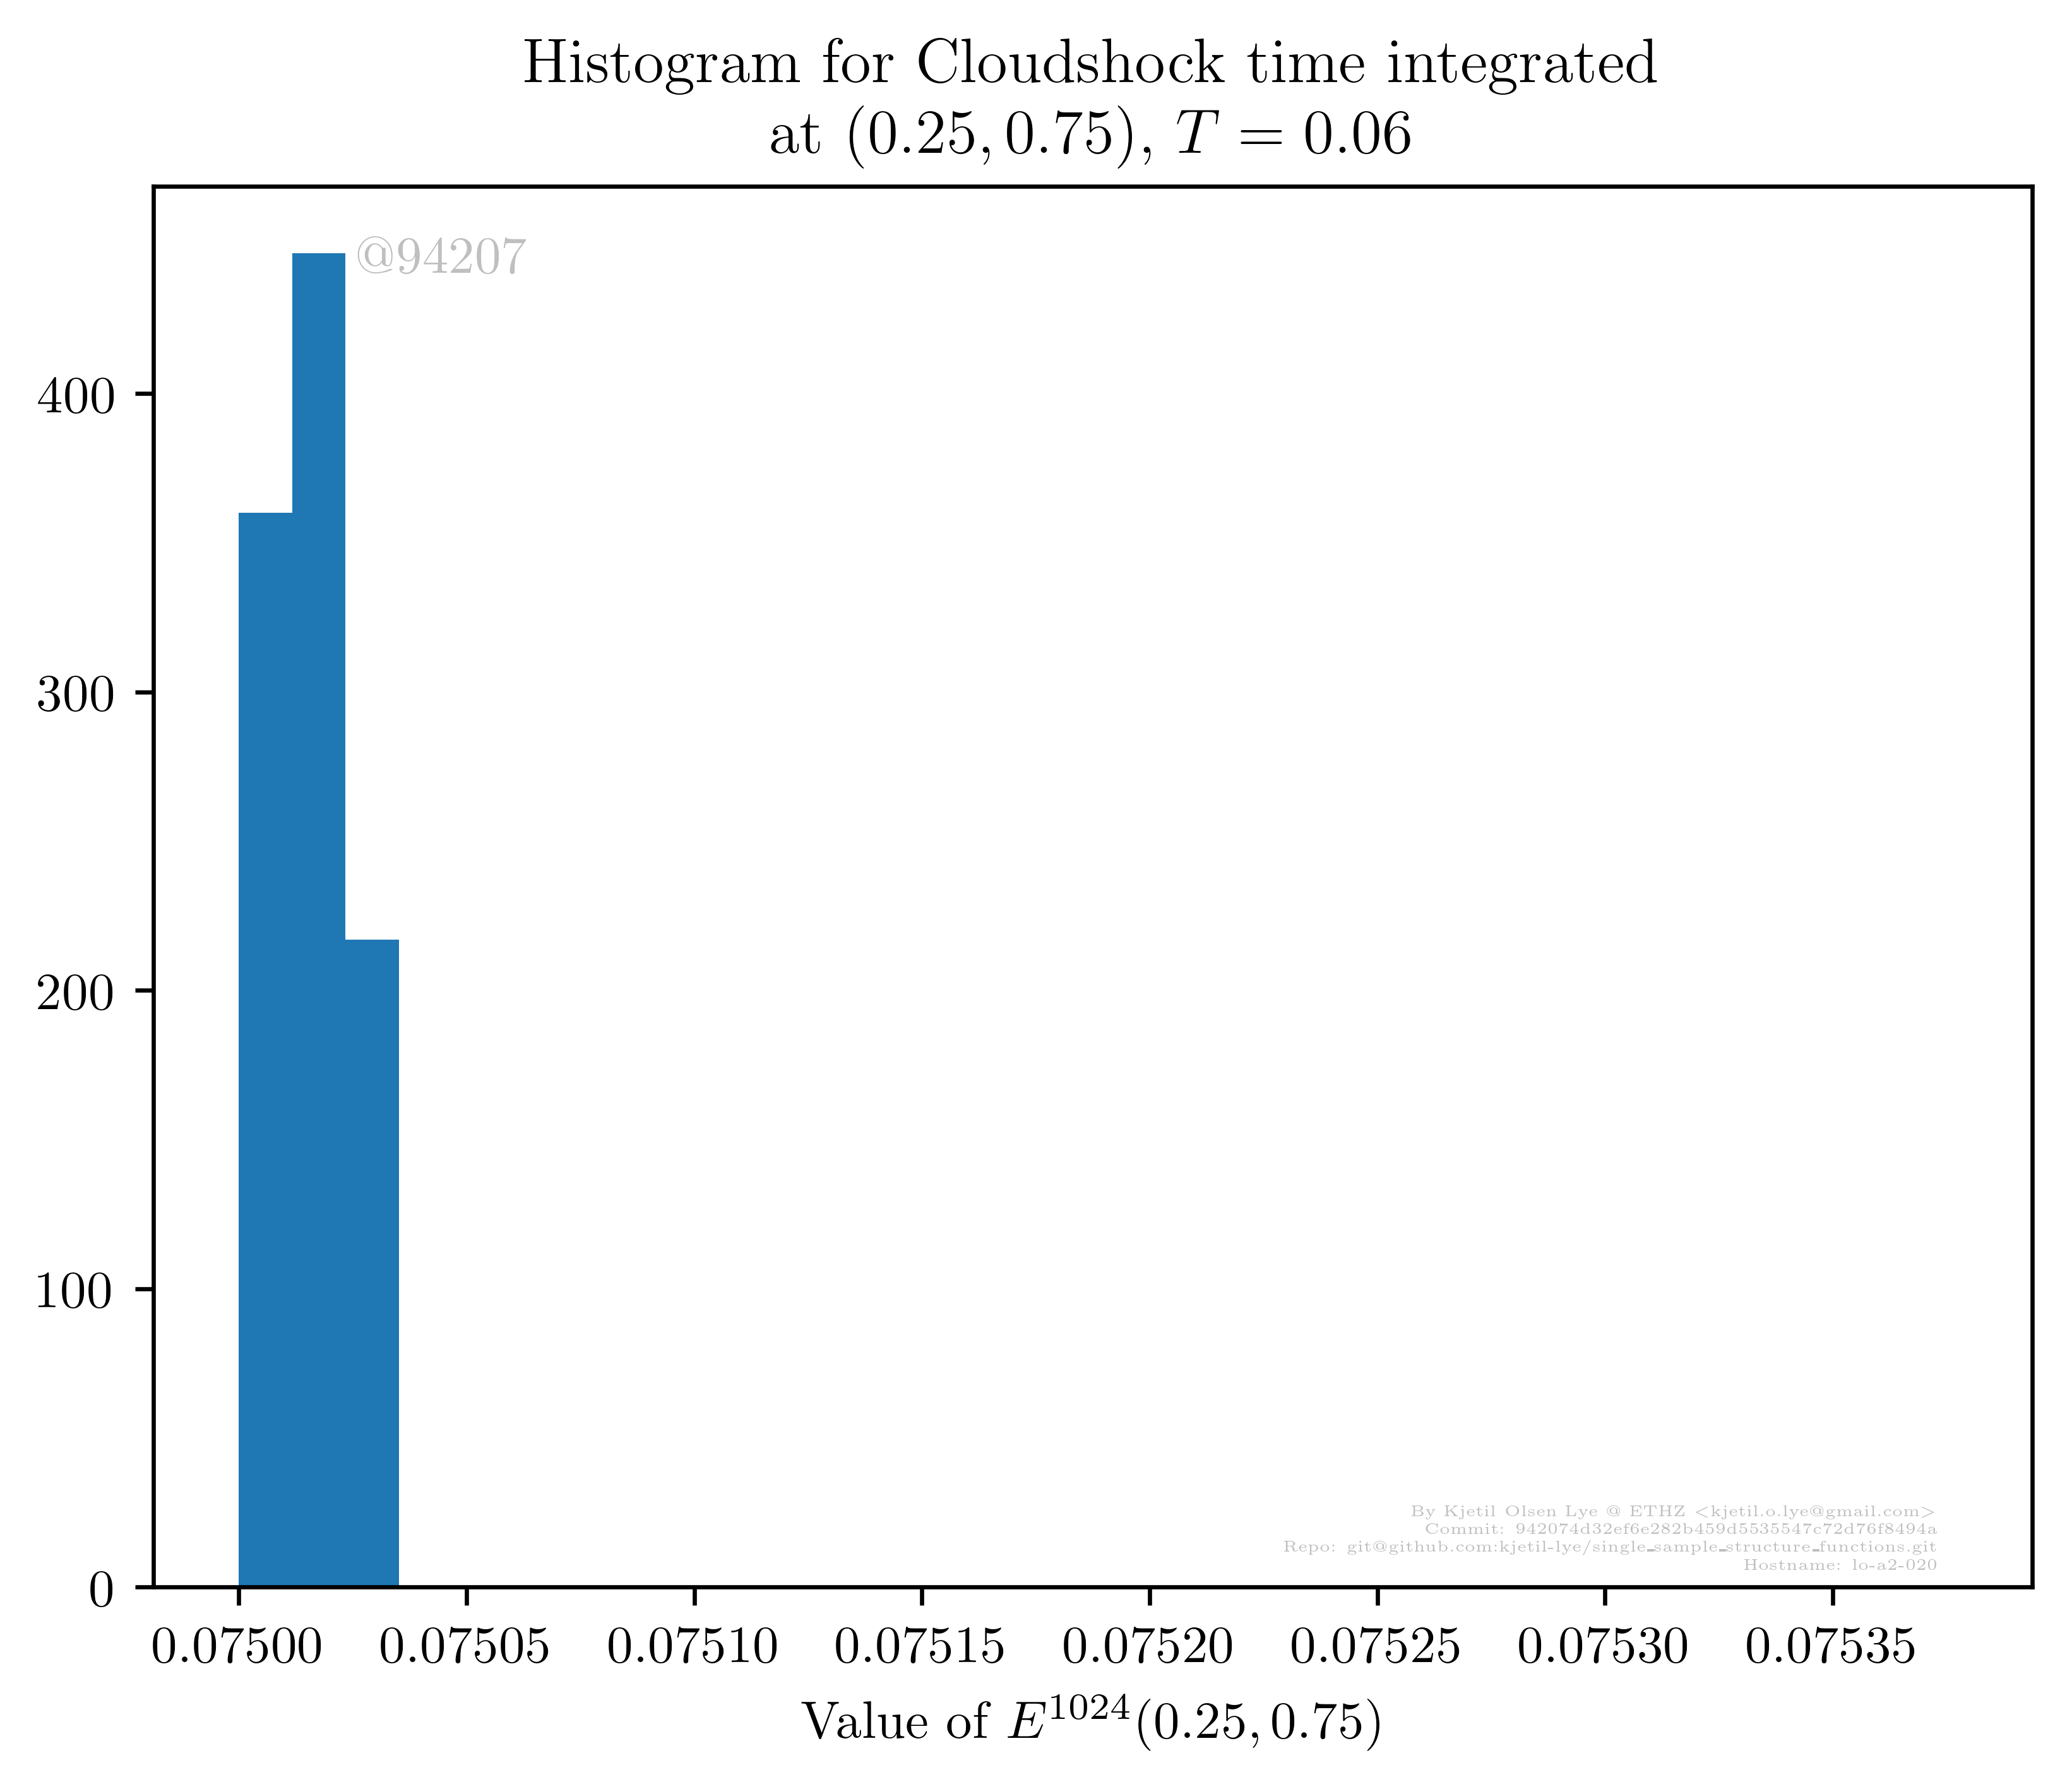 Histogram for Cloudshock time integrated
at (0.25, 0.75), T = 0.06
©94207
400
300
200
100
0
By Kjetil Olsen Lye @ ETHZ <kjetil.o.lye@gmail.com>
Commit: 942074d32ef6e282b459d5535547c72d76f8494a
Repo: git@github.com:kjetil-lye/single_sample_structure_functions.git
Hostname: lo-a2-020
0.07500 0.07505 0.07510 0.07515 0.07520 0.07525 0.07530 0.07535
Value of E^1024(0.25, 0.75)